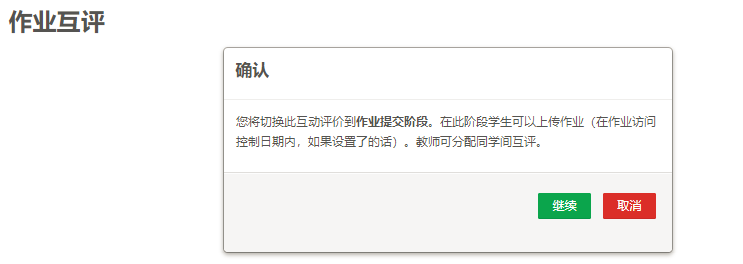 作业互评
确认
您将切换此互动评价到作业提交阶段。在此阶段学生可以上传作业（在作业访问
控制日期内，如果设置了的话）。教师可分配同学间互评。
继续
取消